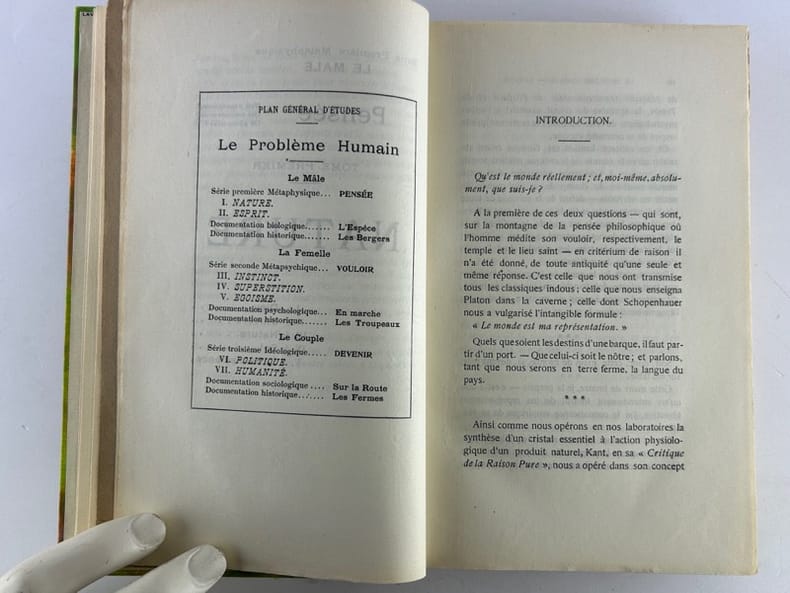 PLAN GÉNÉRAL D'ÉTUDES
Le Problème Humain
Le Mâle
Série première Métaphysique... PENSÉE
I. NATURE.
II. ESPRIT.
Documentation biologique....... L'Espéce
Documentation historique....... Les Bergers
La Femelle
Série seconde Métapsychique... VOULOIR
III. INSTINCT.
IV. SUPERSTITION.
V. EGOISME.
Documentation psychologique... En marche
Documentation historique....... Les Troupeaux
Le Couple
Série troisième Idéologique..... DEVENIR
VI. POLITIQUE.
VII. HUMANITÉ.
Documentation sociologique .... Sur la Route
Documentation historique....... Les Fermes
INTRODUCTION.
Qu'est le monde réellement ; et, moi-même, absolu-
ment, que suis-je ?
A la première de ces deux questions — qui sont,
sur la montagne de la pensée philosophique où
l'homme médite son vouloir, respectivement, le
temple et le lieu saint — en critérium de raison il
n'a été donné, de toute antiquité qu'une seule et
même réponse. C'est celle que nous ont transmise
tous les classiques indous ; celle que nous enseigna
Platon dans la caverne ; celle dont Schopenhauer
nous a vulgarisé l'intangible formule :
« Le monde est ma représentation. »
Quels que soient les destins d'une barque, il faut par-
tir d'un port. — Que celui-ci soit le nôtre ; et parlons,
tant que nous serons en terre ferme, la langue du
pays.
* * *
Ainsi comme nous opérons en nos laboratoires la
synthèse d'un cristal essentiel à l'action physiolo-
gique d'un produit naturel, Kant, en sa « Critique
de la Raison Pure », nous a opéré dans son concept